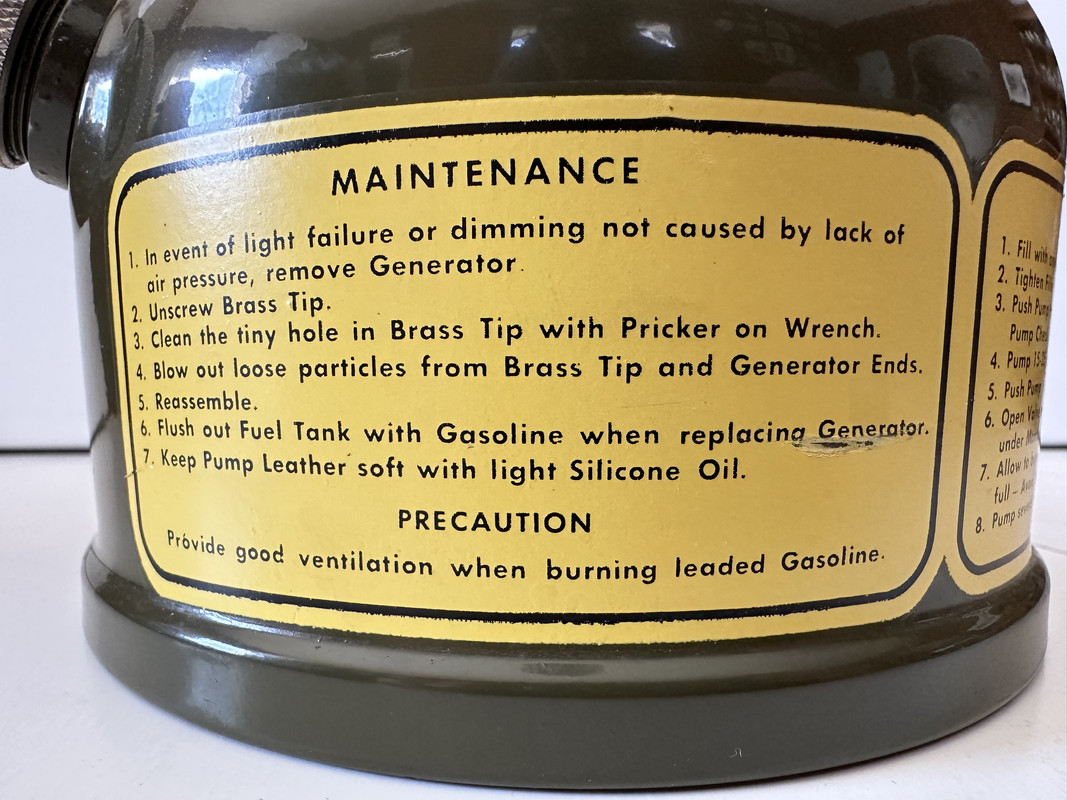 MAINTENANCE
1. In event of light failure or dimming not caused by lack of
air pressure, remove Generator.
2. Unscrew Brass Tip.
3. Clean the tiny hole in Brass Tip with Pricker on Wrench.
4. Blow out loose particles from Brass Tip and Generator Ends.
5. Reassemble.
6. Flush out Fuel Tank with Gasoline when replacing Generator.
7. Keep Pump Leather soft with light Silicone Oil.
PRECAUTION
Provide good ventilation when burning leaded Gasoline.
1. Fill with
2. Tighten
3. Push Pump
Pump
4. Pump
5. Push Pump
6. Open
under
7. Allow to
full –
8. Pump